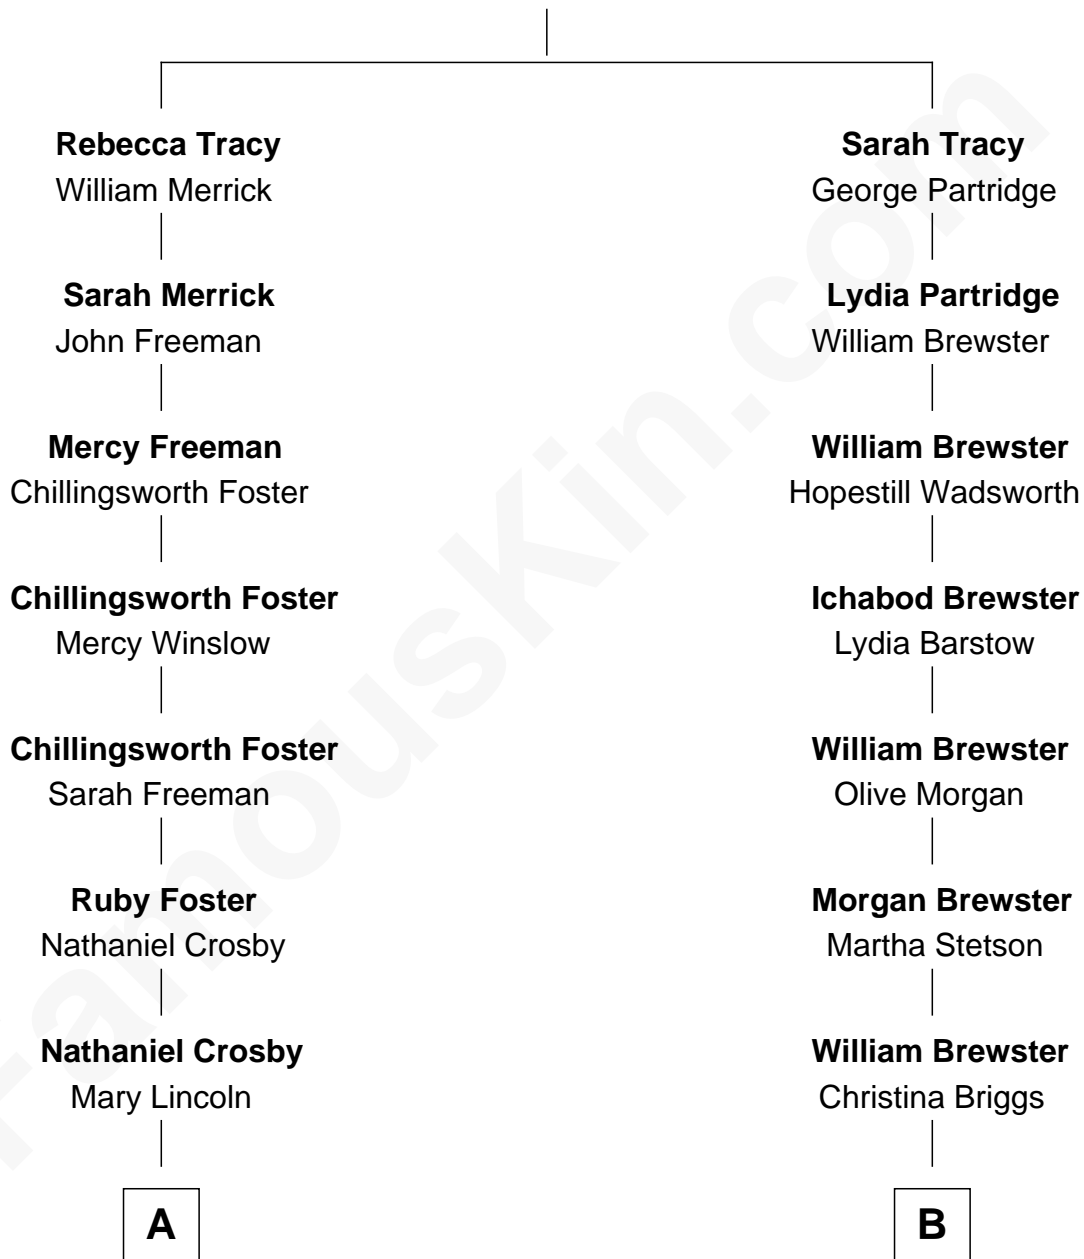 Rebecca Tracy
William Merrick
Sarah Merrick
John Freeman
Mercy Freeman
Chillingsworth Foster
Chillingsworth Foster
Mercy Winslow
Chillingsworth Foster
Sarah Freeman
Ruby Foster
Nathaniel Crosby
Nathaniel Crosby
Mary Lincoln
A
Sarah Tracy
George Partridge
Lydia Partridge
William Brewster
William Brewster
Hopestill Wadsworth
Ichabod Brewster
Lydia Barstow
William Brewster
Olive Morgan
Morgan Brewster
Martha Stetson
William Brewster
Christina Briggs
B
FamousKin.com